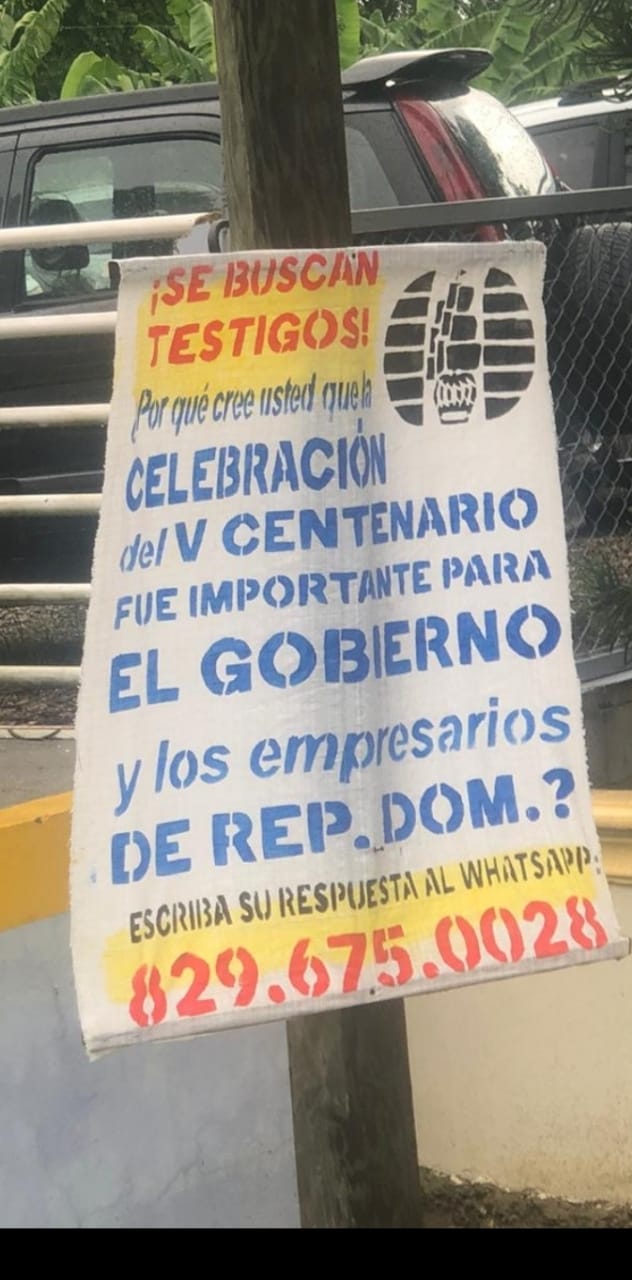 ¡SE BUSCAN
TESTIGOS!
¿Por qué cree usted que la
CELEBRACIÓN
del V CENTENARIO
FUE IMPORTANTE PARA
EL GOBIERNO
y los empresarios
DE REP. DOM.?
ESCRIBA SU RESPUESTA AL WHATSAPP:
829.675.0028